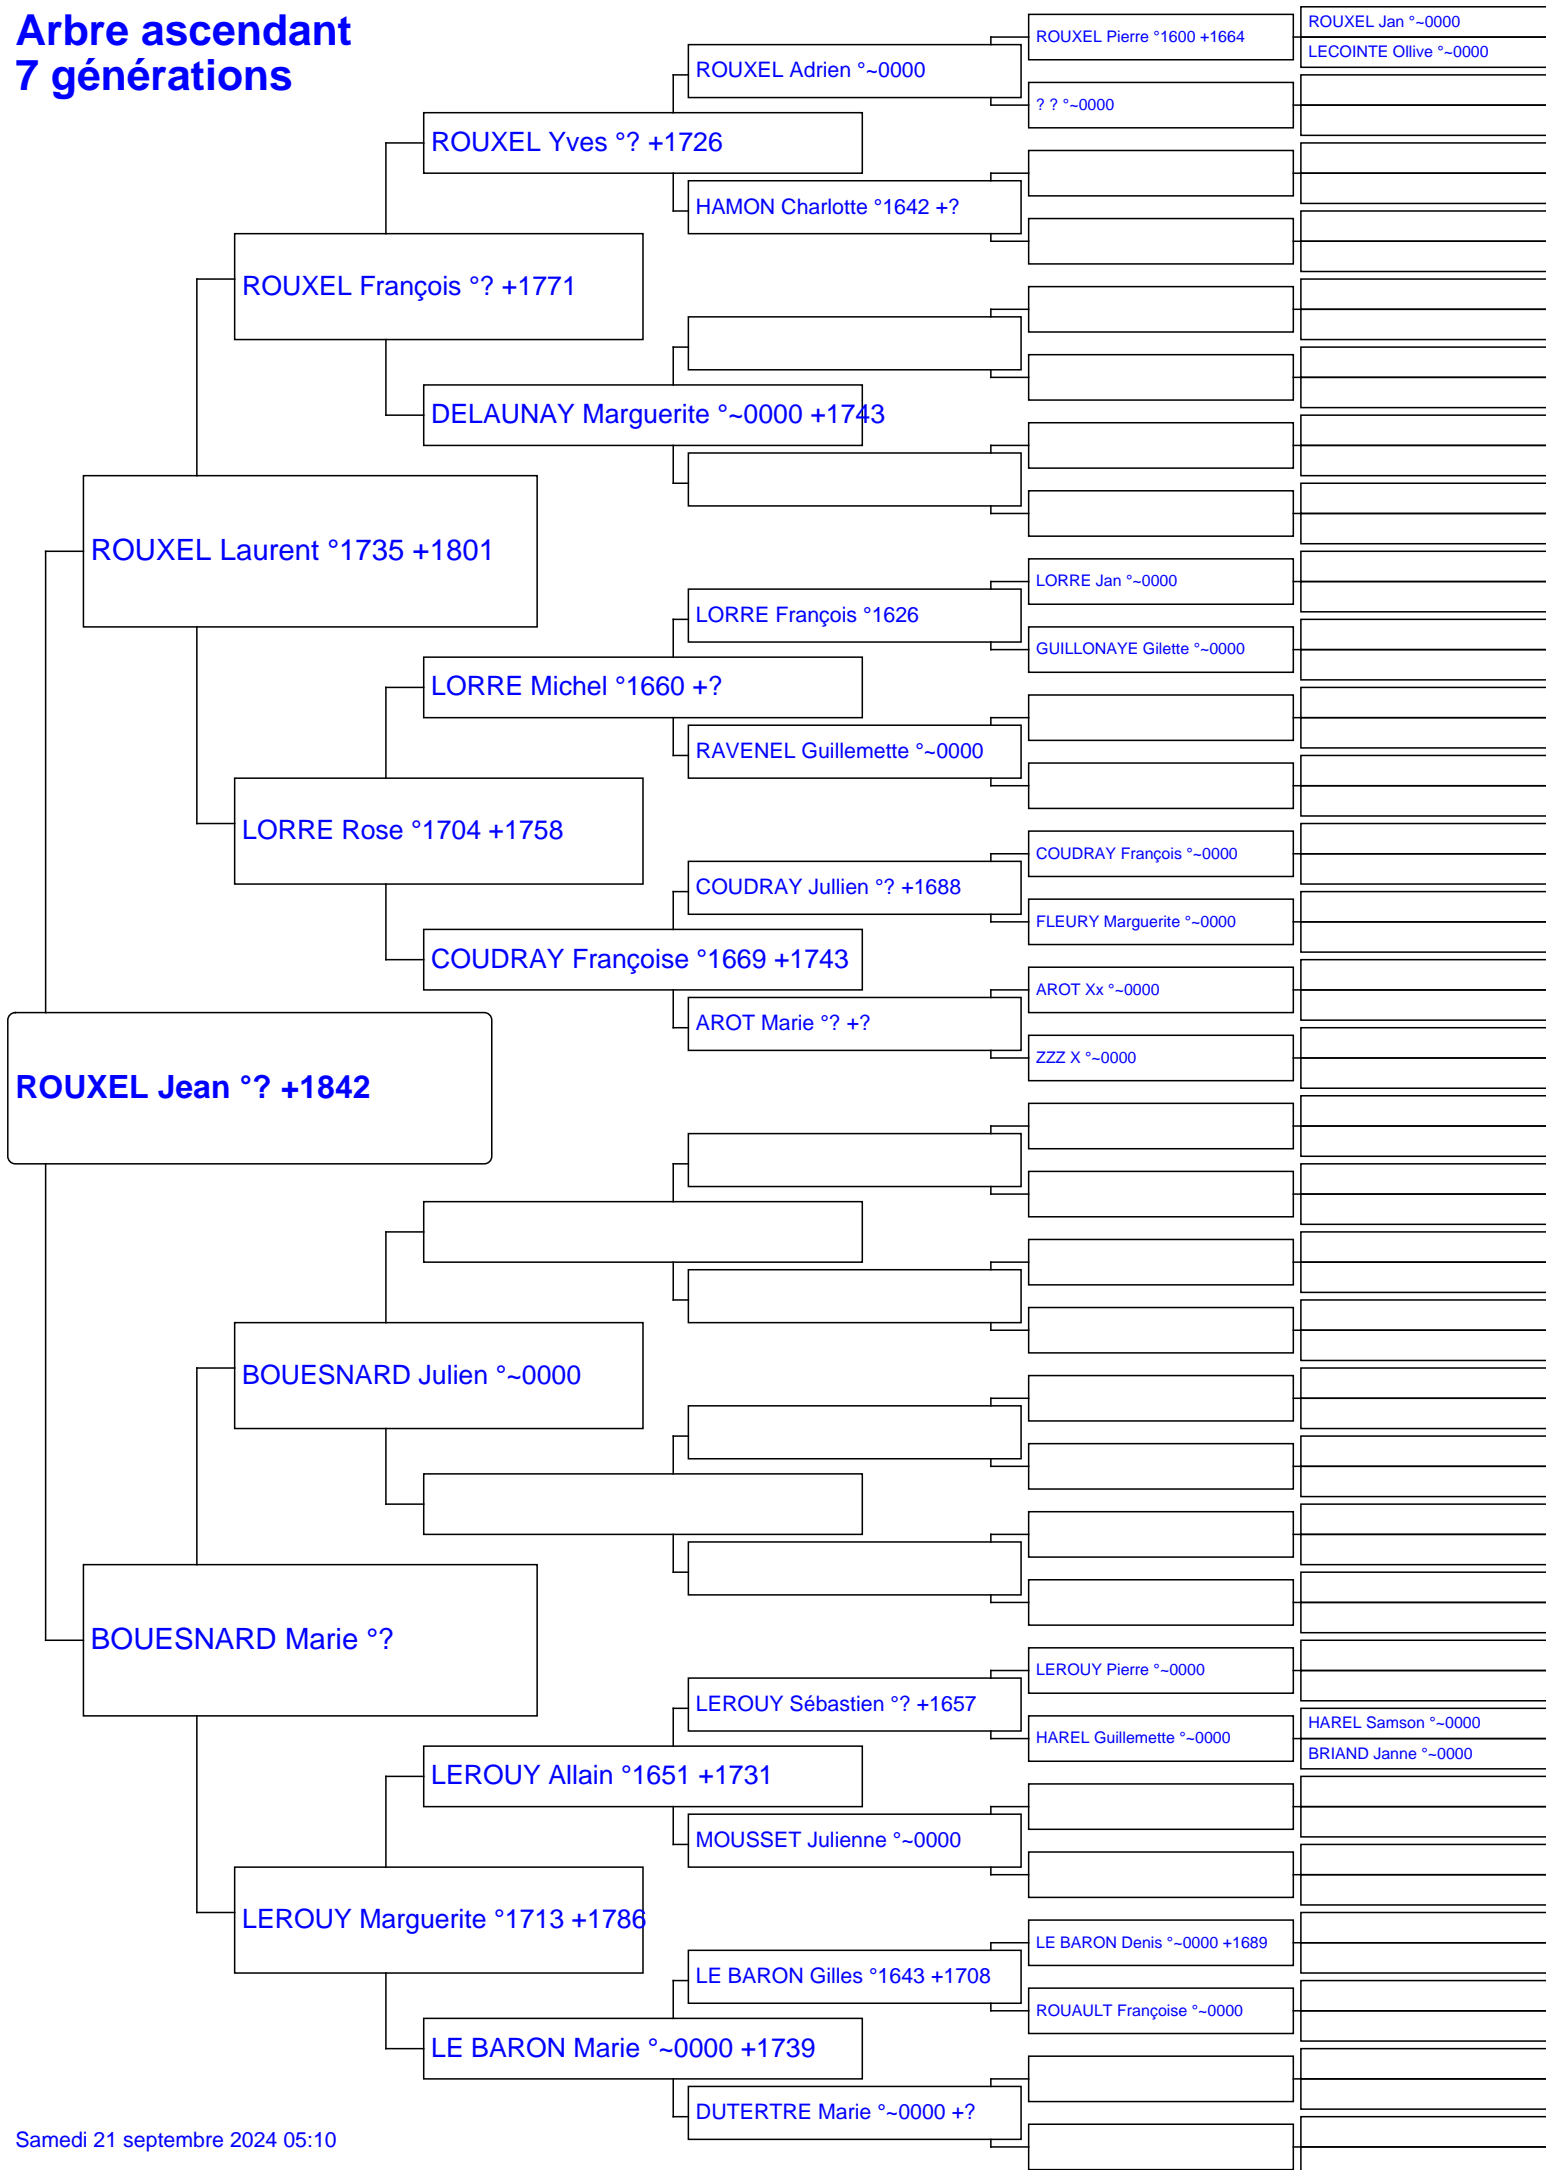 Arbre ascendant
7 générations
ROUXEL Jean °? +1842
ROUXEL Laurent °1735 +1801
BOUESNARD Marie °?
ROUXEL François °? +1771
LORRE Rose °1704 +1758
BOUESNARD Julien °~0000
LEROUY Marguerite °1713 +1786
ROUXEL Yves °? +1726
DELAUNAY Marguerite °~0000 +1743
LORRE Michel °1660 +?
COUDRAY Françoise °1669 +1743
LEROUY Allain °1651 +1731
LE BARON Marie °~0000 +1739
ROUXEL Adrien °~0000
HAMON Charlotte °1642 +?
LORRE François °1626
RAVENEL Guillemette °~0000
COUDRAY Jullien °? +1688
AROT Marie °? +?
LEROUY Sébastien °? +1657
MOUSSET Julienne °~0000
LE BARON Gilles °1643 +1708
DUTERTRE Marie °~0000 +?
ROUXEL Pierre °1600 +1664
? ? °~0000
LORRE Jan °~0000
GUILLONAYE Gilette °~0000
COUDRAY François °~0000
FLEURY Marguerite °~0000
AROT Xx °~0000
ZZZ X °~0000
LEROUY Pierre °~0000
HAREL Guillemette °~0000
LE BARON Denis °~0000 +1689
ROUAULT Françoise °~0000
ROUXEL Jan °~0000
LECOINTE Ollive °~0000
HAREL Samson °~0000
BRIAND Janne °~0000
Samedi 21 septembre 2024 05:10